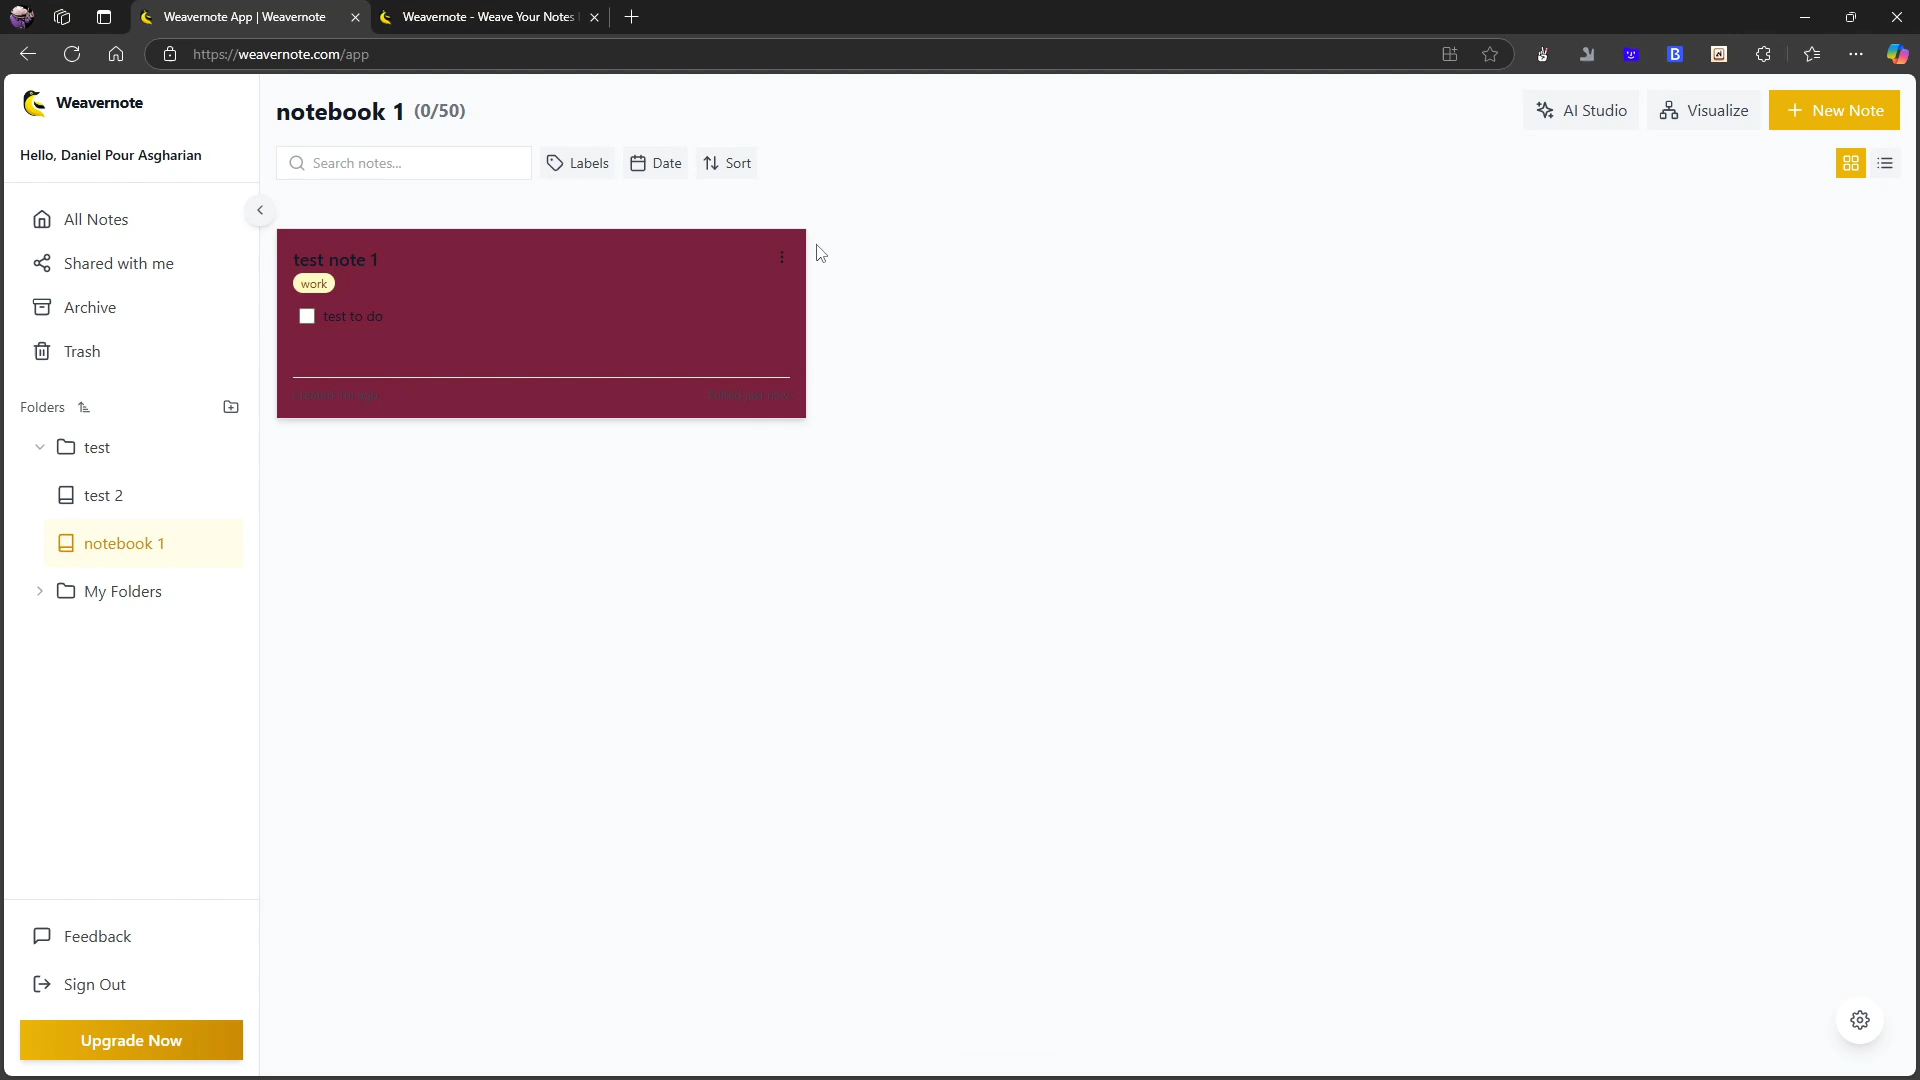 Weavernote App | Weavernote
Weavernote - Weave Your Notes
https://weavernote.com/app
Weavernote
Hello, Daniel Pour Asgharian
All Notes
Shared with me
Archive
Trash
Folders
test
test 2
notebook 1
My Folders
Feedback
Sign Out
Upgrade Now
notebook 1 (0/50)
AI Studio
Visualize
New Note
Search notes...
Labels
Date
Sort
test note 1
work
test to do